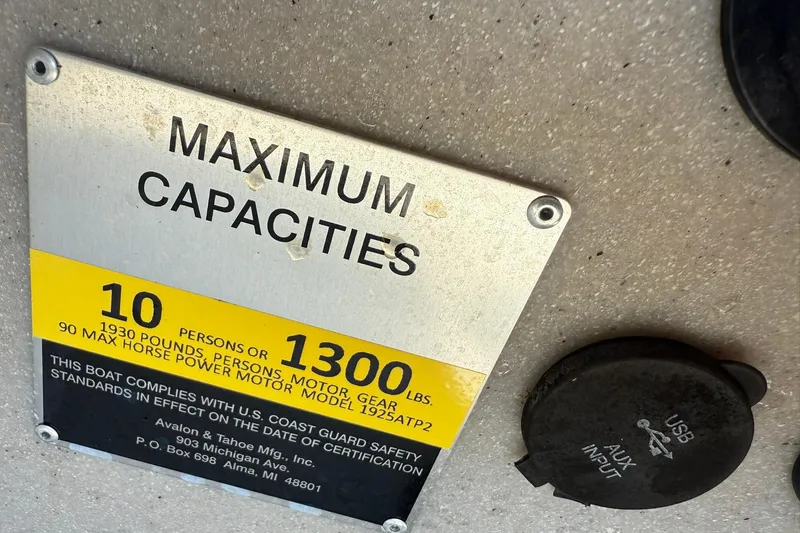 MAXIMUM
CAPACITIES
10 PERSONS OR 1300 LBS.
1930 POUNDS, PERSONS, MOTOR, GEAR
90 MAX HORSE POWER MOTOR MODEL 1925ATP2
THIS BOAT COMPLIES WITH U.S. COAST GUARD SAFETY
STANDARDS IN EFFECT ON THE DATE OF CERTIFICATION
Avalon & Tahoe Mfg., Inc.
903 Michigan Ave.
P.O. Box 698 Alma, MI 48801
USB
AUX
INPUT